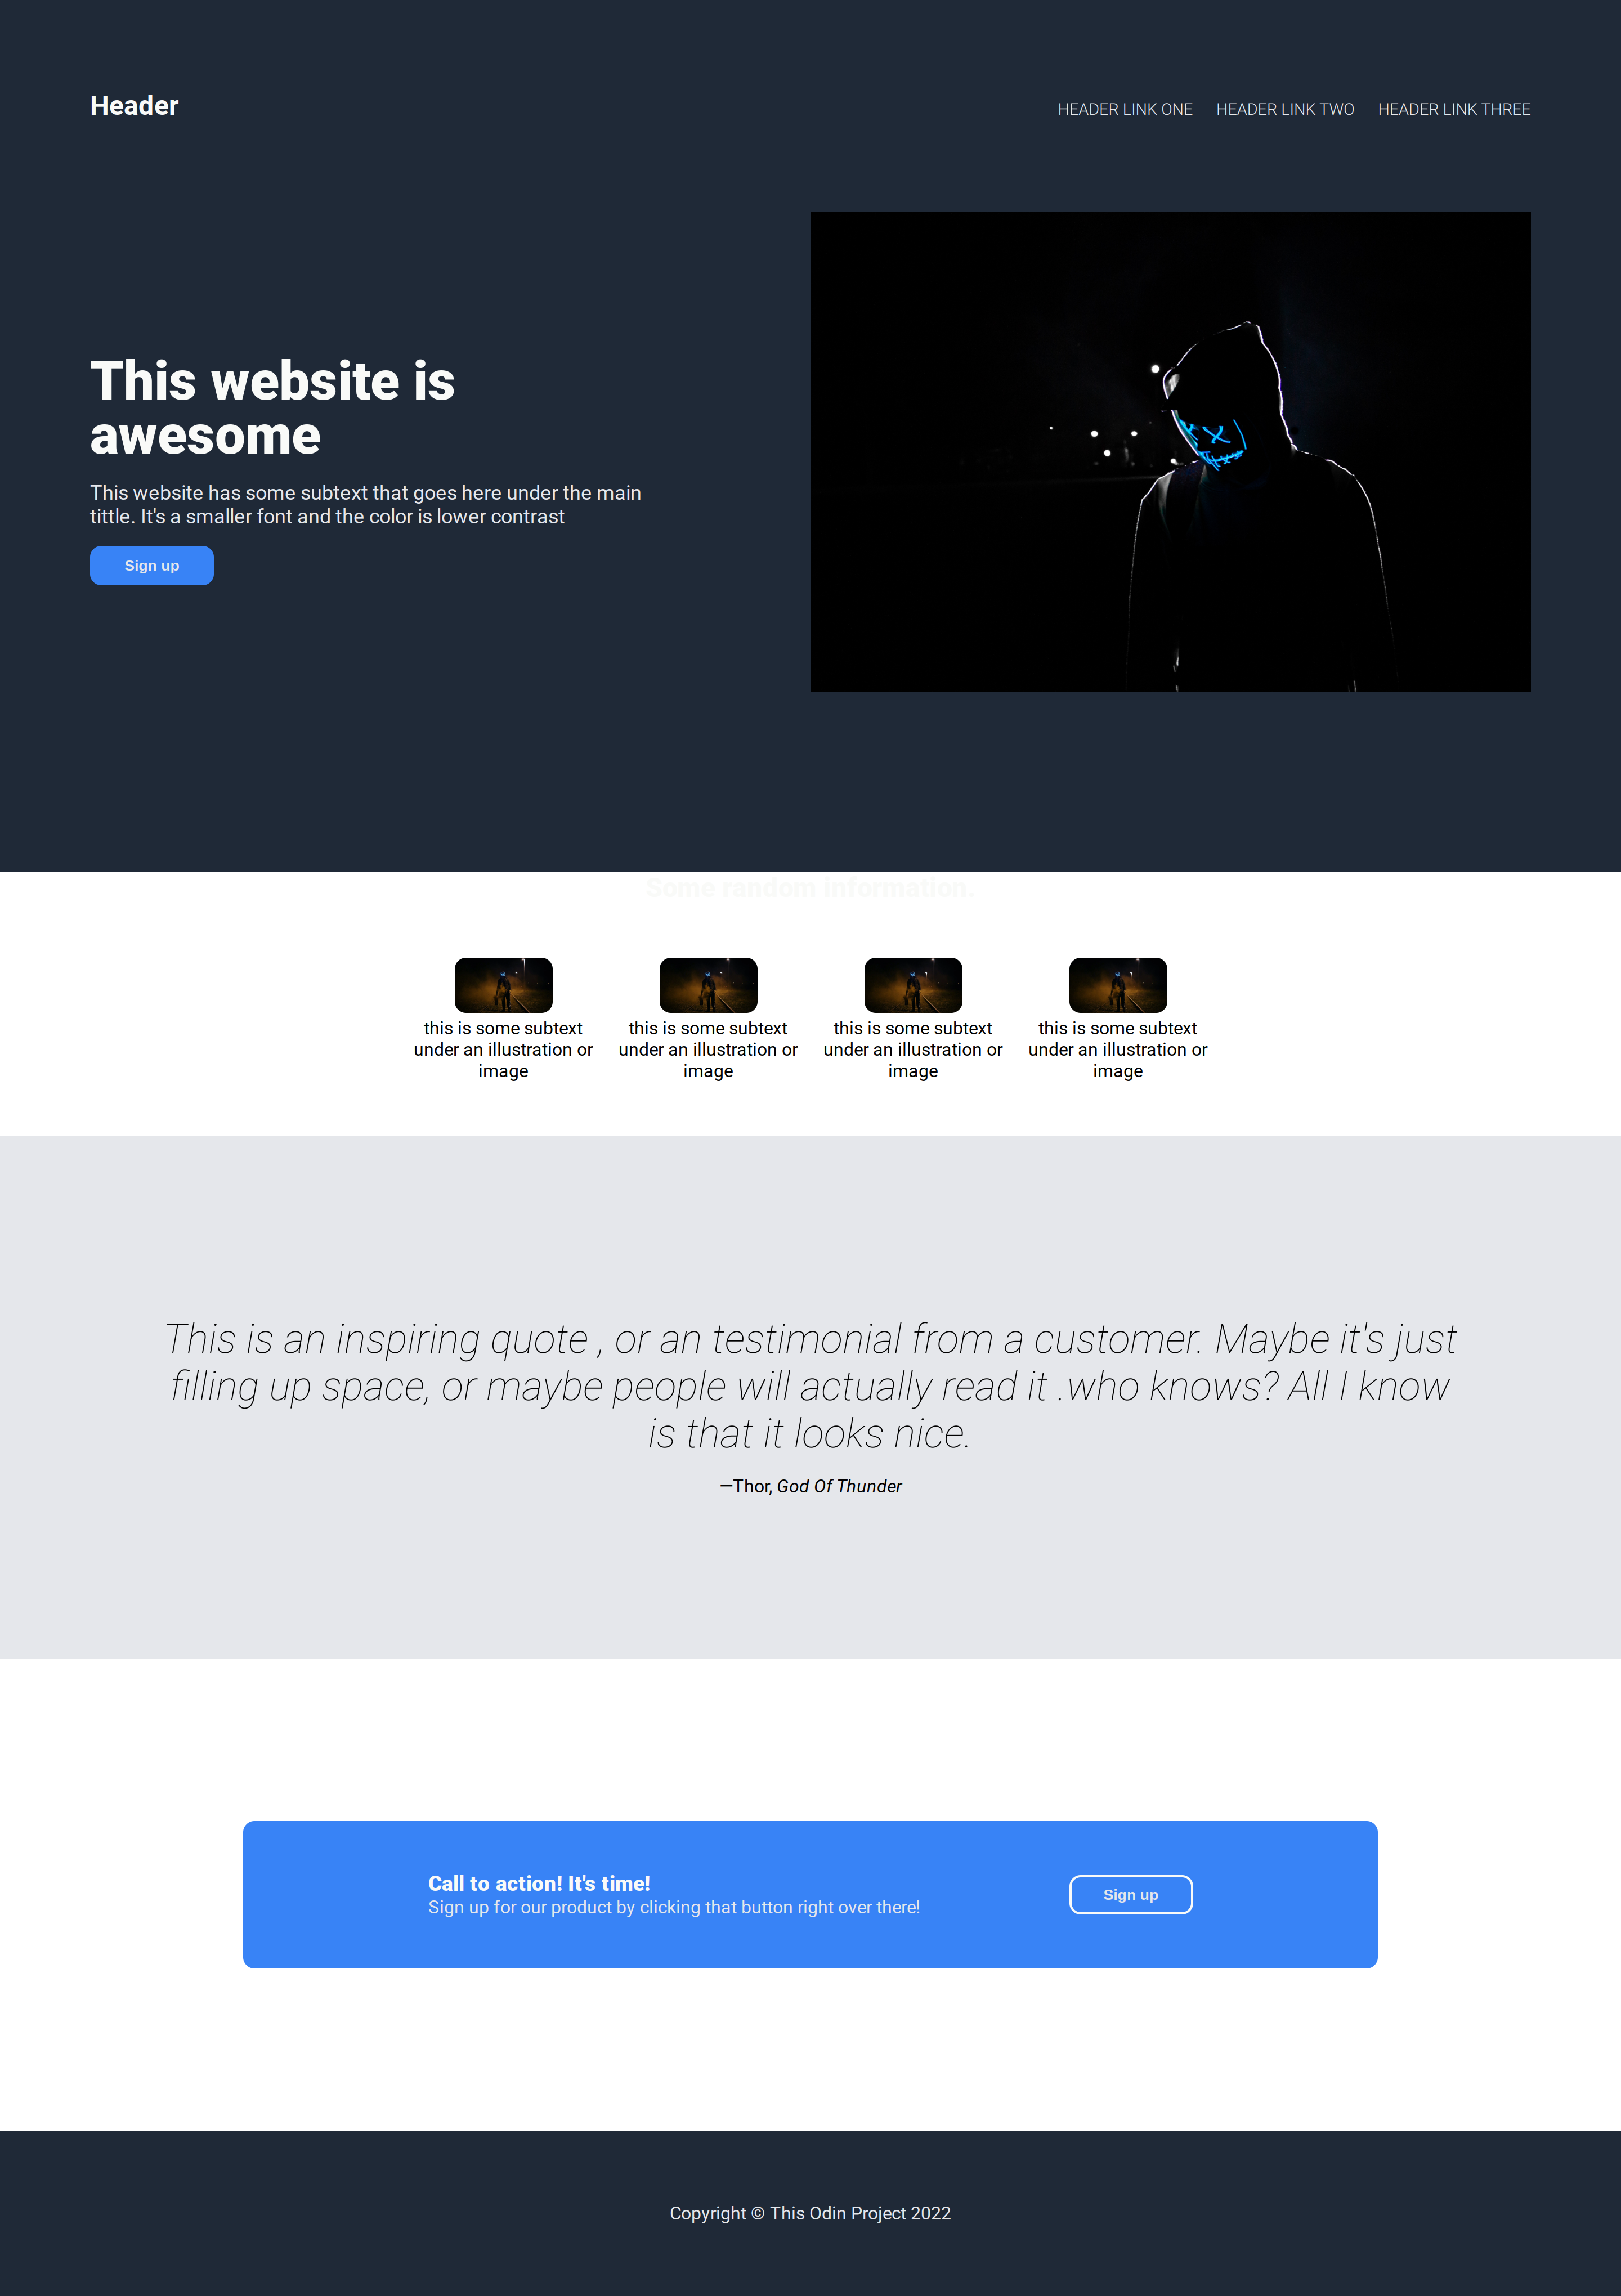 Header
HEADER LINK ONE HEADER LINK TWO HEADER LINK THREE
This website is
awesome
This website has some subtext that goes here under the main
tittle. It's a smaller font and the color is lower contrast
Sign up
Some random information.
this is some subtext
under an illustration or
image
this is some subtext
under an illustration or
image
this is some subtext
under an illustration or
image
this is some subtext
under an illustration or
image
This is an inspiring quote , or an testimonial from a customer. Maybe it's just
filling up space, or maybe people will actually read it .who knows? All I know
is that it looks nice.
—Thor, God Of Thunder
Call to action! It's time!
Sign up for our product by clicking that button right over there!
Sign up
Copyright © This Odin Project 2022